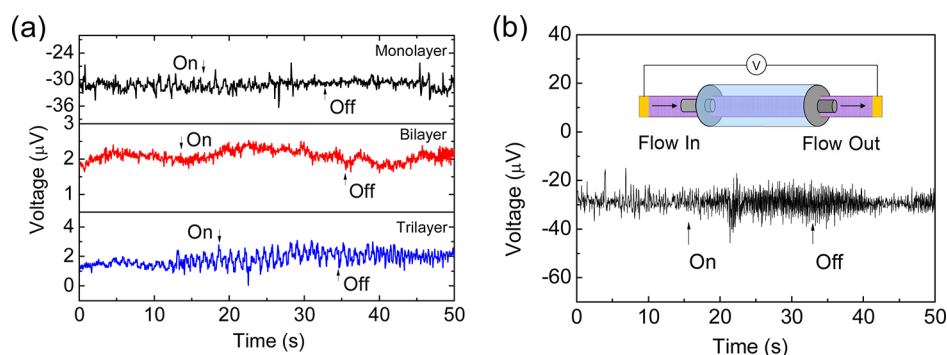 (a)
-24
-30
-36
Monolayer
On
Off
3
2
1
Bilayer
On
Off
4
2
0
Trilayer
On
Off
Voltage (μV)
0 10 20 30 40 50
Time (s)
(b)
40
20
0
-20
-40
-60
Voltage (μV)
V
Flow In Flow Out
On Off
0 10 20 30 40 50
Time (s)